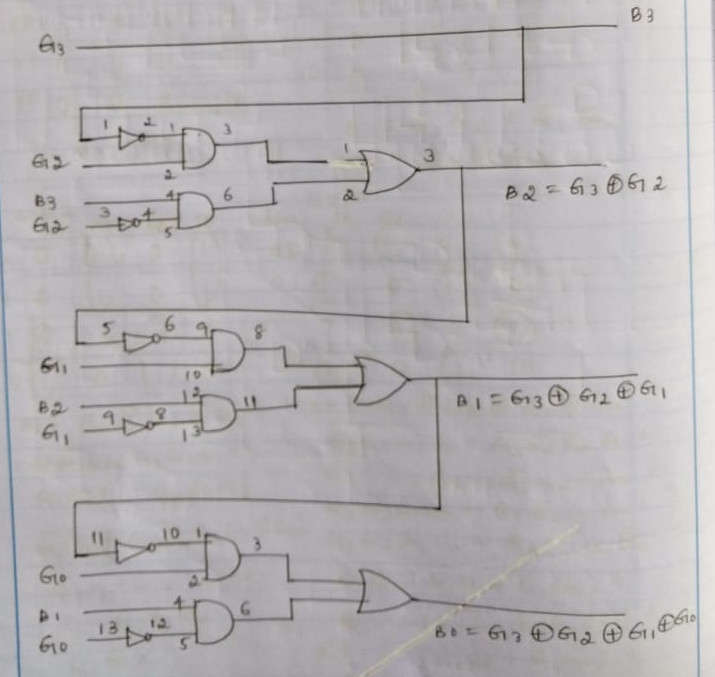 B3
G3
1 2 1 3
G2 2
1 3
2
B2 = G3 ⊕ G2
B3 4 6
G2 3 4 5
5 6 9 8
G1 10
B2 12 11
G1 9 8 13
B1 = G3 ⊕ G2 ⊕ G1
11 10 1 3
G0 2
B1 4 6
G0 13 12 5
B0 = G3 ⊕ G2 ⊕ G1 ⊕ G0